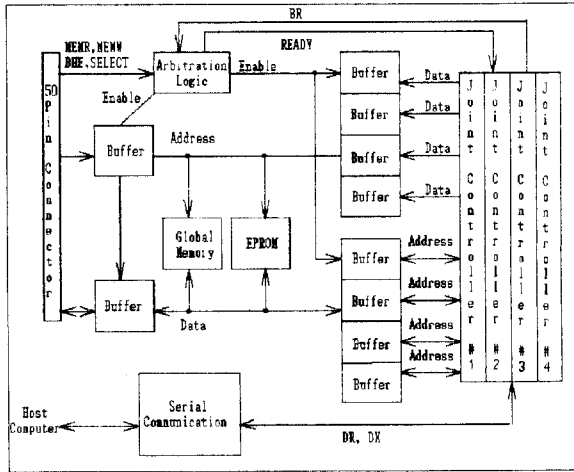 BR
MEMR, MEMW
BHE, SELECT
READY
Arbitration
Logic
Enable
Enable
50 Pin Connector
Buffer
Address
Global
Memory
EPROM
Buffer
Data
Buffer
Buffer
Buffer
Buffer
Data
Data
Data
Data
Buffer
Buffer
Buffer
Buffer
Address
Address
Address
Address
Joint Controller #1
Joint Controller #2
Joint Controller #3
Joint Controller #4
Host
Computer
Serial
Communication
DR, DX